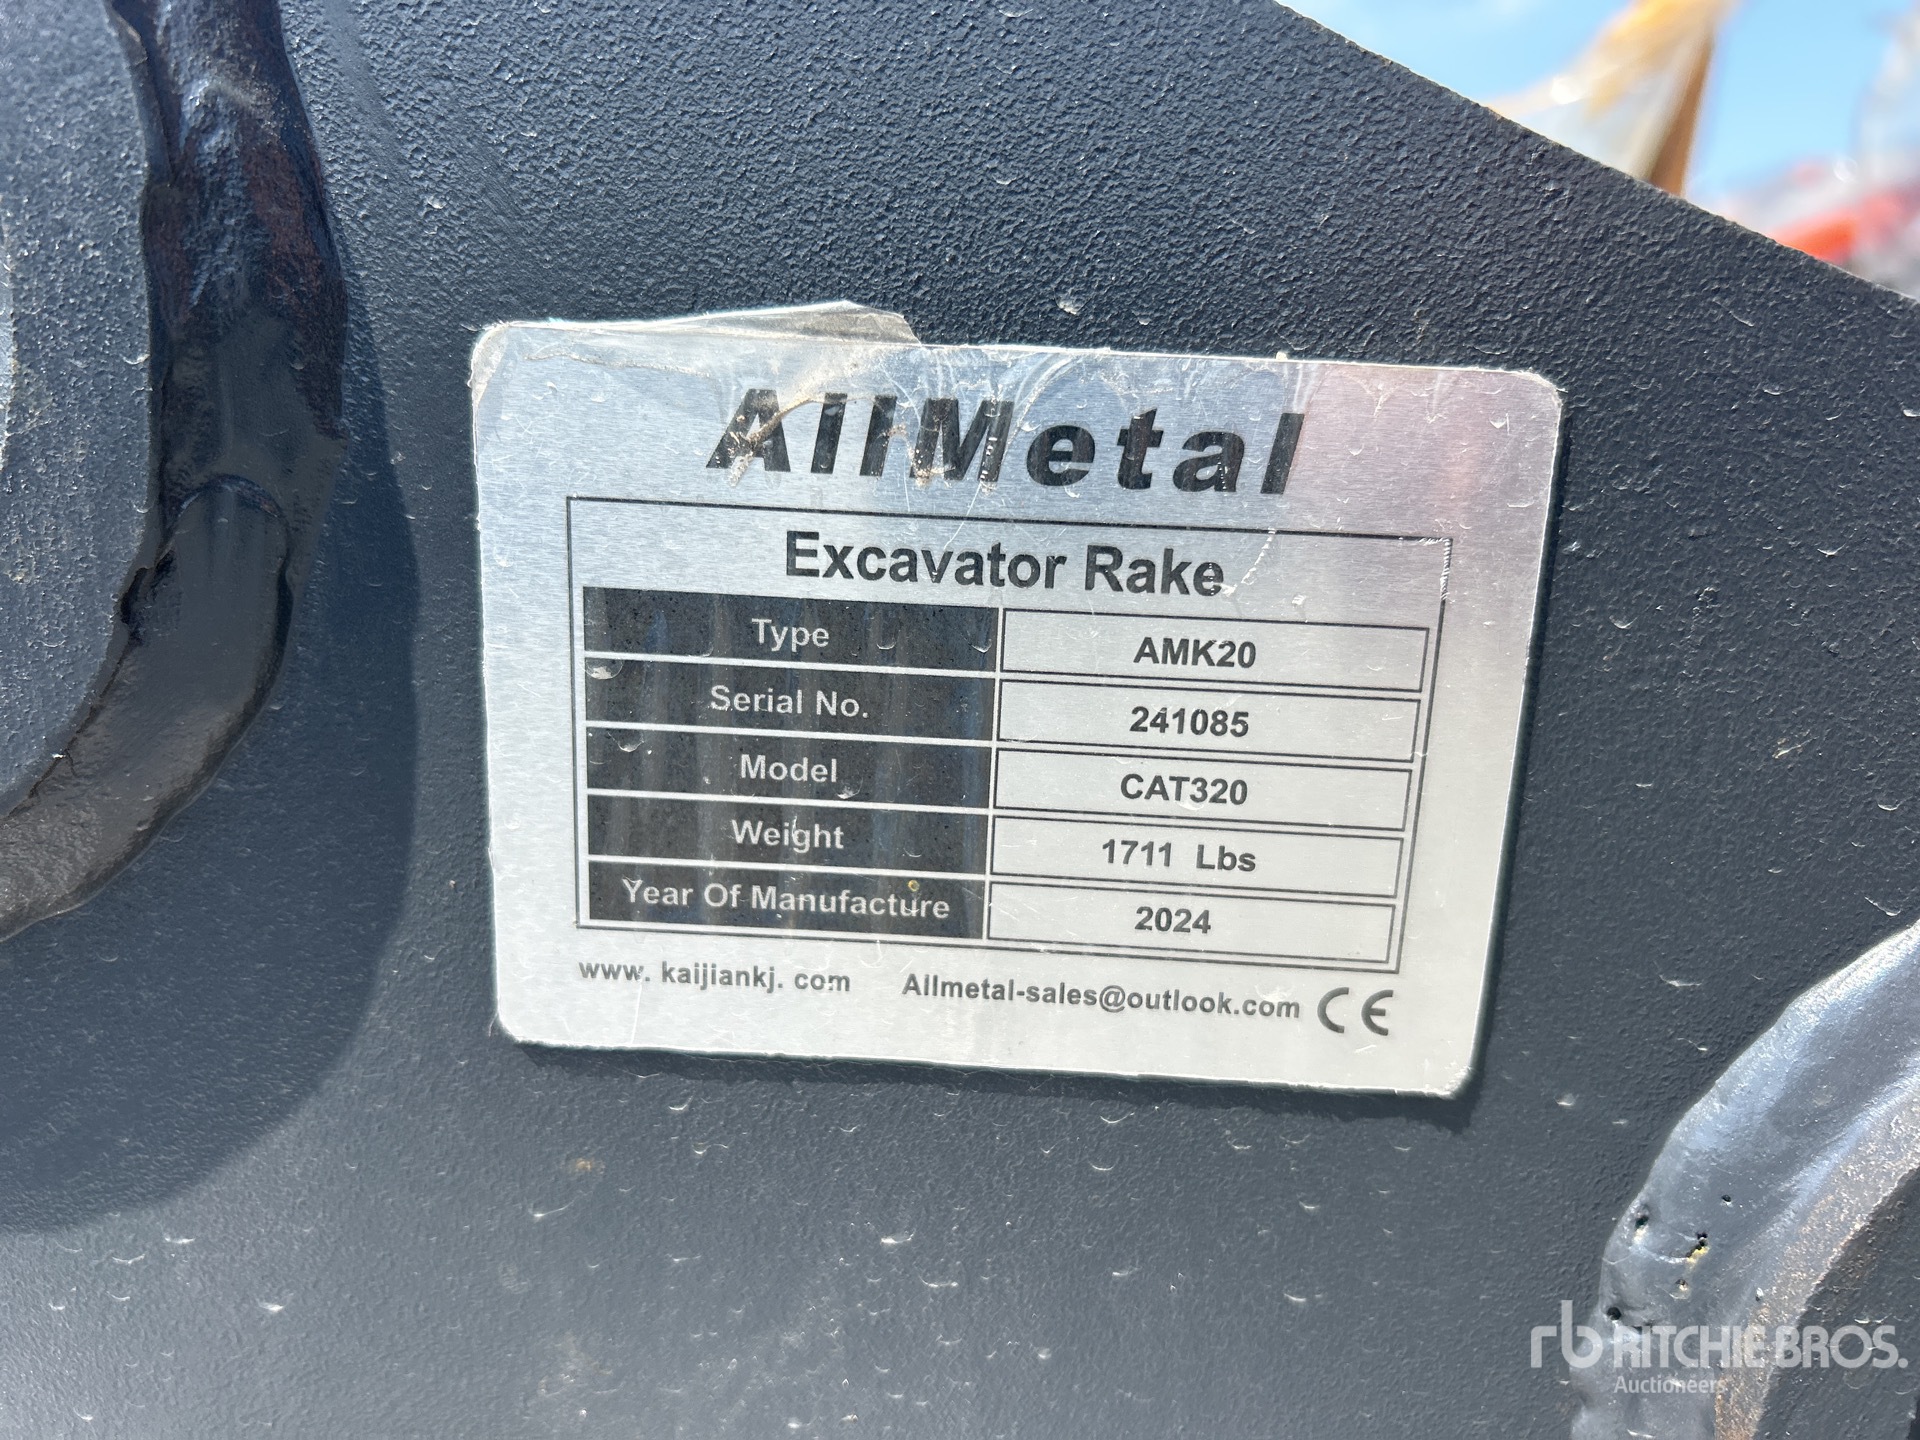 AllMetal
Excavator Rake
Type AMK20
Serial No. 241085
Model CAT320
Weight 1711 Lbs
Year Of Manufacture 2024
www. kaijiankj. com Allmetal-sales@outlook.com CE
rb RITCHIE BROS.
Auctioneers